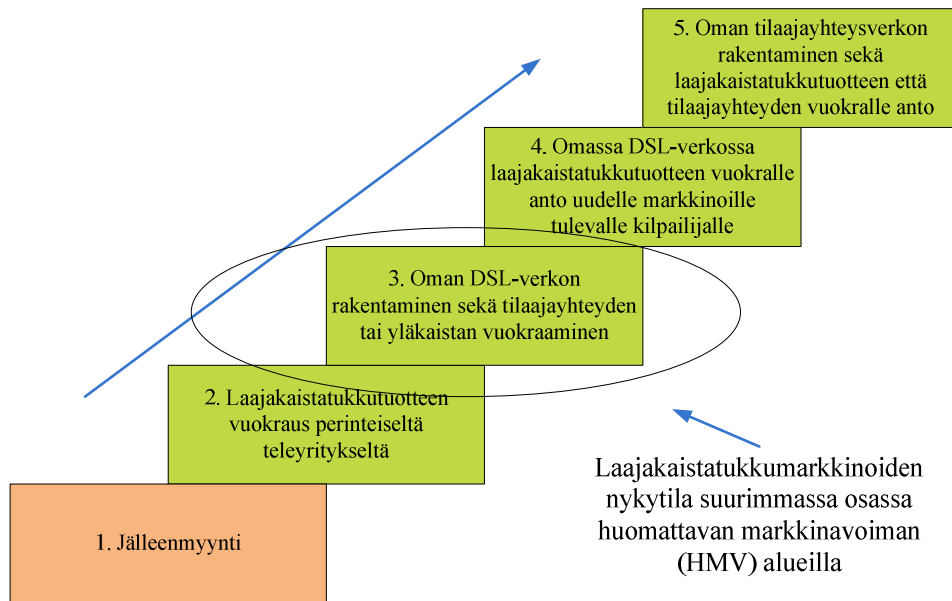 5. Oman tilaajayhteysverkon
rakentaminen sekä
laajakaistatukkutuotteen että
tilaajayhteyden vuokralle anto
4. Omassa DSL-verkossa
laajakaistatukkutuotteen vuokralle
anto uudelle markkinoille
tulevalle kilpailijalle
3. Oman DSL-verkon
rakentaminen sekä tilaajayhteyden
tai yläkaistan vuokraaminen
2. Laajakaistatukkutuotteen
vuokraus perinteiseltä
teleyritykseltä
1. Jälleenmyynti
Laajakaistatukkumarkkinoiden
nykytila suurimmassa osassa
huomattavan markkinavoiman
(HMV) alueilla